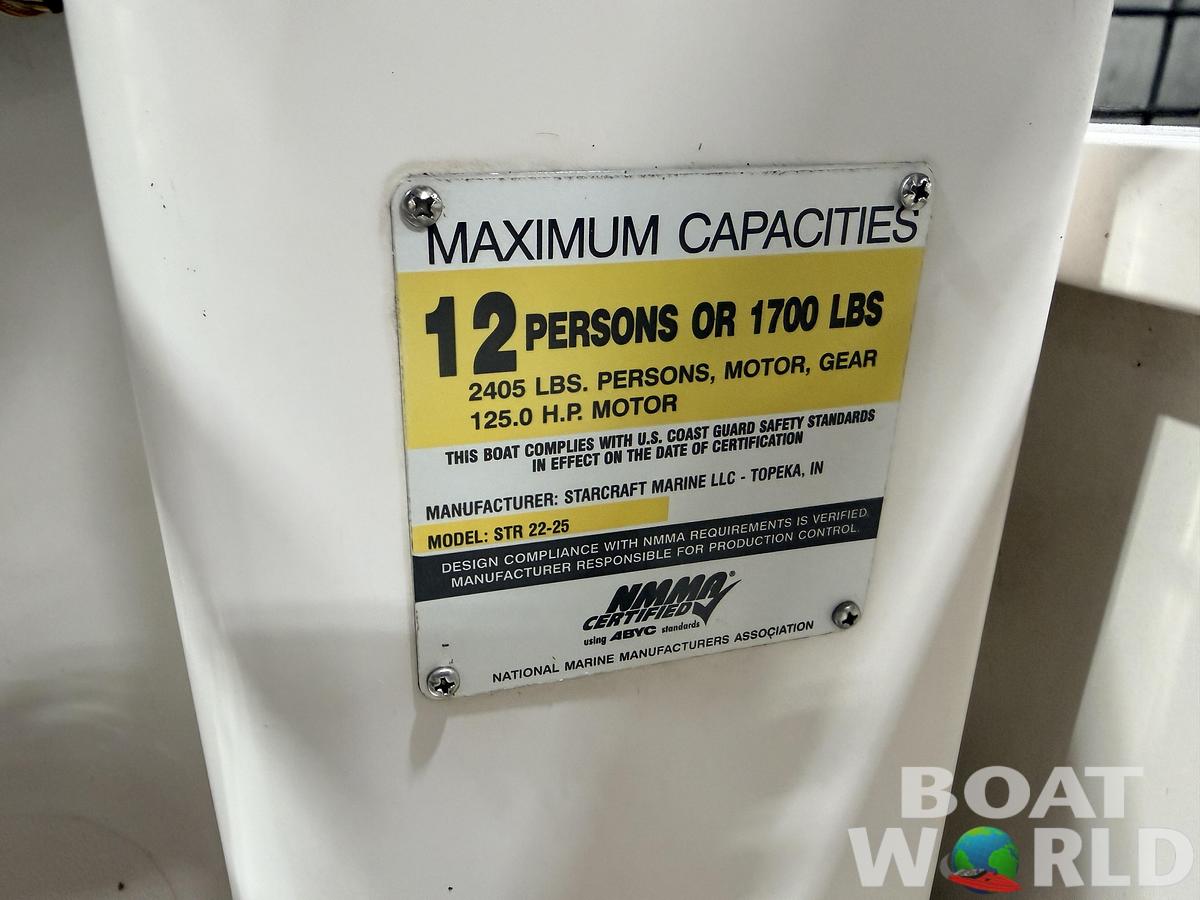 MAXIMUM CAPACITIES
12 PERSONS OR 1700 LBS
2405 LBS. PERSONS, MOTOR, GEAR
125.0 H.P. MOTOR
THIS BOAT COMPLIES WITH U.S. COAST GUARD SAFETY STANDARDS
IN EFFECT ON THE DATE OF CERTIFICATION
MANUFACTURER: STARCRAFT MARINE LLC - TOPEKA, IN
MODEL: STR 22-25
DESIGN COMPLIANCE WITH NMMA REQUIREMENTS IS VERIFIED.
MANUFACTURER RESPONSIBLE FOR PRODUCTION CONTROL.
NMMA®
CERTIFIED
using ABYC standards
NATIONAL MARINE MANUFACTURERS ASSOCIATION
BOAT
WORLD